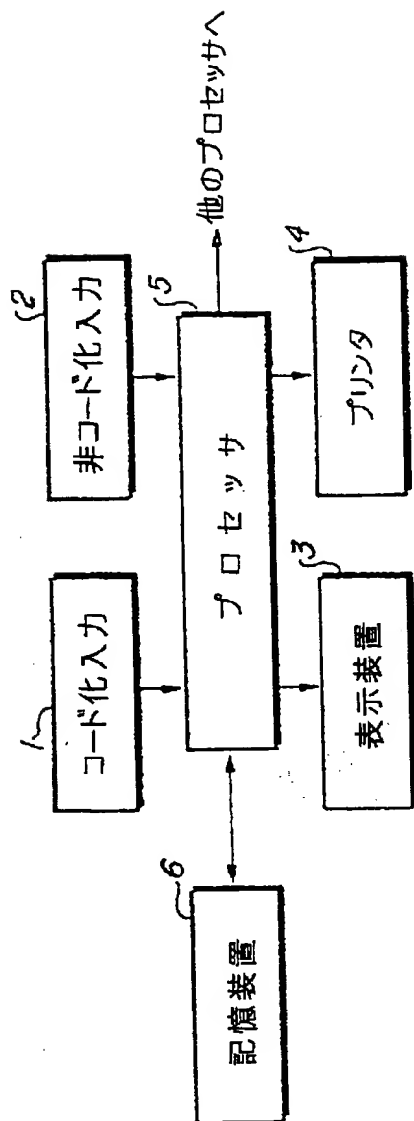 1
コード化入力
2
非コード化入力
6
記憶装置
5
プロセッサ
他のプロセッサへ
3
表示装置
4
プリンタ